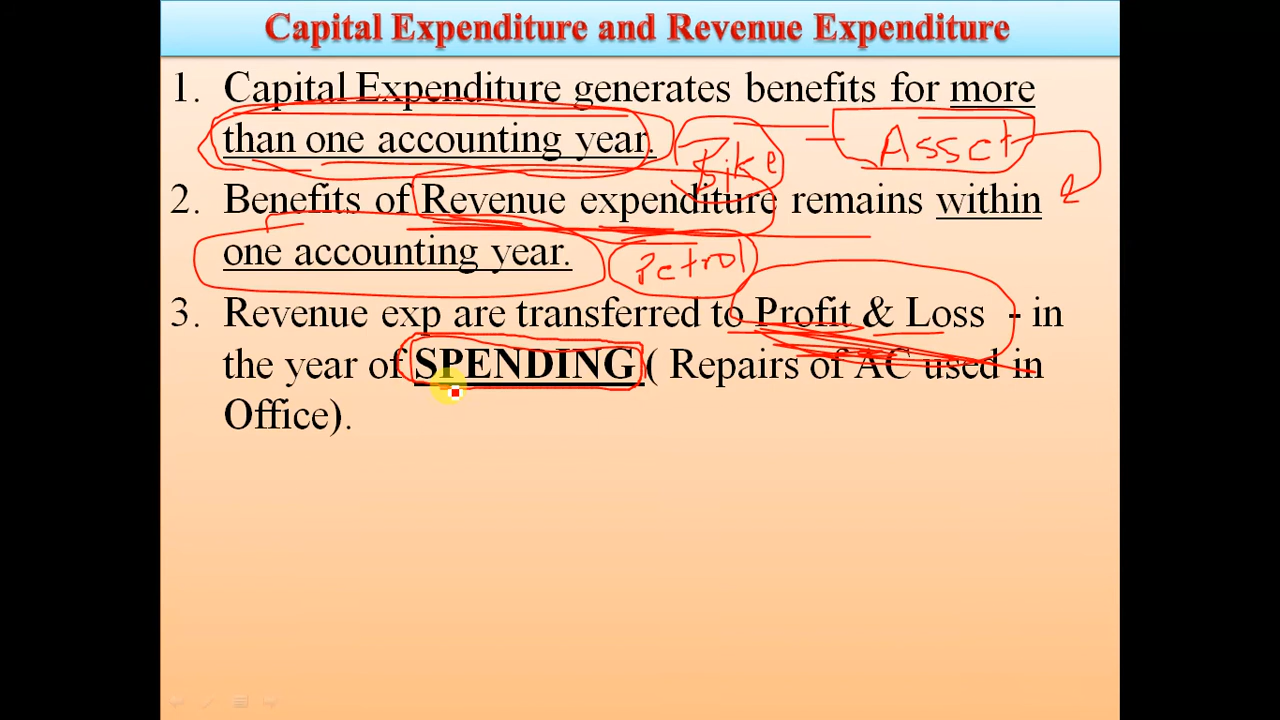 Capital Expenditure and Revenue Expenditure
1. Capital Expenditure generates benefits for more
than one accounting year.
Bike
Asset
2. Benefits of Revenue expenditure remains within
one accounting year.
Petrol
3. Revenue exp are transferred to Profit & Loss - in
the year of SPENDING ( Repairs of AC used in
Office).